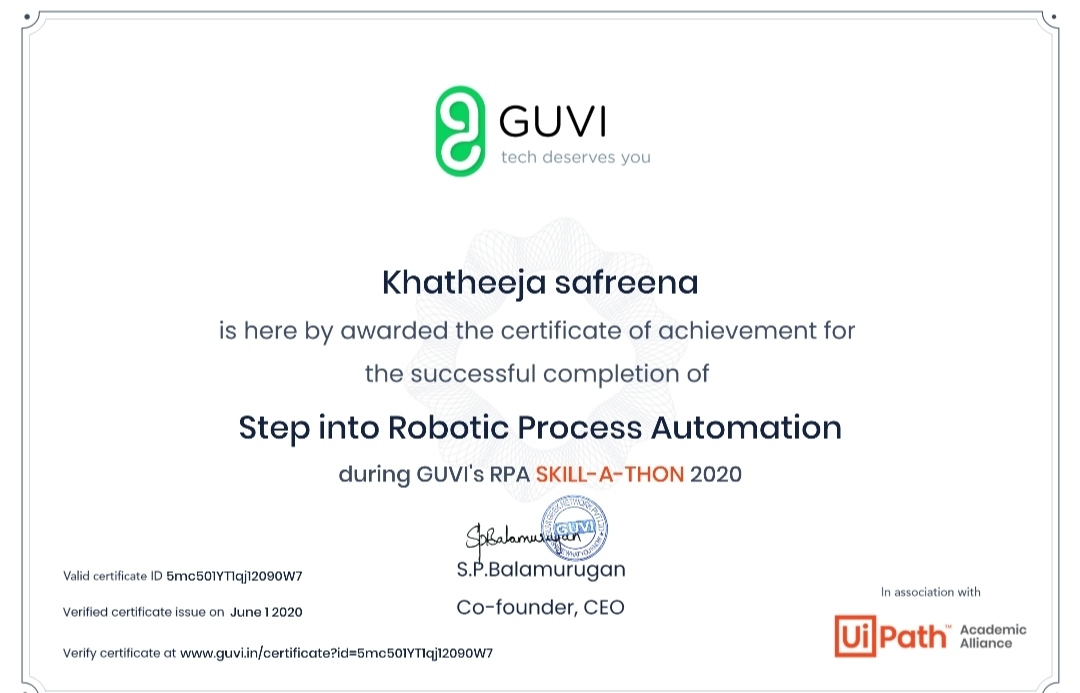 GUVI
tech deserves you
Khatheeja safreena
is here by awarded the certificate of achievement for
the successful completion of
Step into Robotic Process Automation
during GUVI's RPA SKILL-A-THON 2020
SpBalamurugan
GUVI
S.P.Balamurugan
Co-founder, CEO
Valid certificate ID 5mc501YT1qj12090W7
Verified certificate issue on June 1 2020
Verify certificate at www.guvi.in/certificate?id=5mc501YT1qj12090W7
In association with
UiPath™ Academic
Alliance